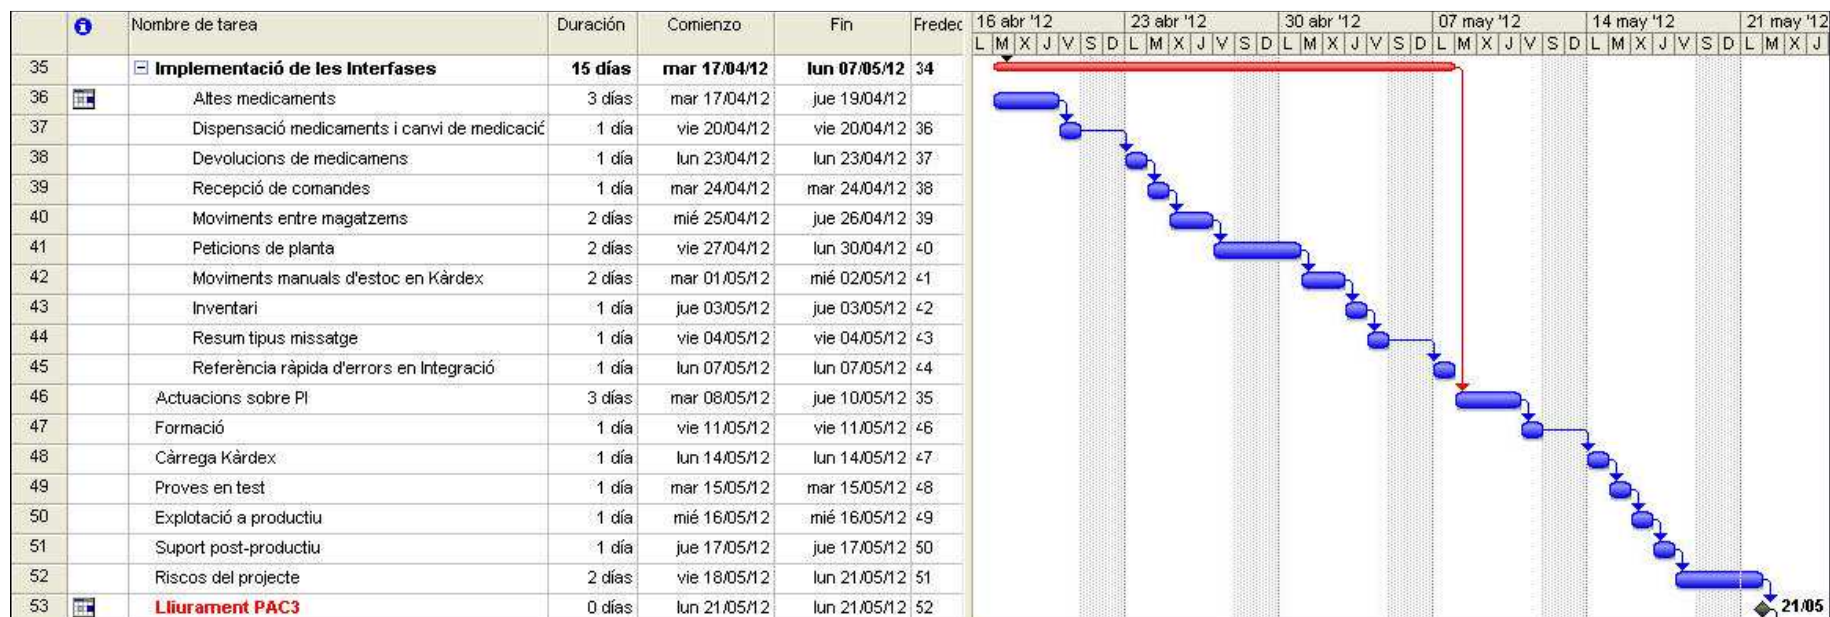 Nombre de tarea Duración Comienzo Fin Predec 16 abr '12 23 abr '12 30 abr '12 07 may '12 14 may '12 21 may '12
L M X J V S D L M X J V S D L M X J V S D L M X J V S D L M X J V S D L M X J
35 Implementació de les Interfases 15 días mar 17/04/12 lun 07/05/12 34
36 Altes medicaments 3 días mar 17/04/12 jue 19/04/12
37 Dispensació medicaments i canvi de medicació 1 día vie 20/04/12 vie 20/04/12 36
38 Devolucions de medicamens 1 día lun 23/04/12 lun 23/04/12 37
39 Recepció de comandes 1 día mar 24/04/12 mar 24/04/12 38
40 Moviments entre magatzems 2 días mié 25/04/12 jue 26/04/12 39
41 Peticions de planta 2 días vie 27/04/12 lun 30/04/12 40
42 Moviments manuals d'estoc en Kàrdex 2 días mar 01/05/12 mié 02/05/12 41
43 Inventari 1 día jue 03/05/12 jue 03/05/12 42
44 Resum tipus missatge 1 día vie 04/05/12 vie 04/05/12 43
45 Referència ràpida d'errors en Integració 1 día lun 07/05/12 lun 07/05/12 44
46 Actuacions sobre PI 3 días mar 08/05/12 jue 10/05/12 35
47 Formació 1 día vie 11/05/12 vie 11/05/12 46
48 Càrrega Kàrdex 1 día lun 14/05/12 lun 14/05/12 47
49 Proves en test 1 día mar 15/05/12 mar 15/05/12 48
50 Explotació a productiu 1 día mié 16/05/12 mié 16/05/12 49
51 Suport post-productiu 1 día jue 17/05/12 jue 17/05/12 50
52 Riscos del projecte 2 días vie 18/05/12 lun 21/05/12 51
53 Lliurament PAC3 0 días lun 21/05/12 lun 21/05/12 52 21/05